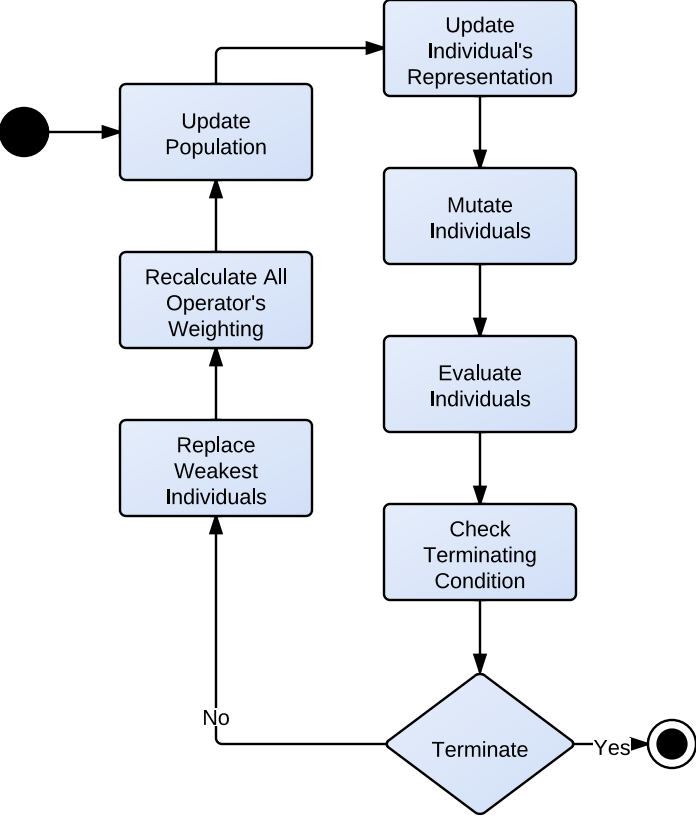 Update
Individual's
Representation
Update
Population
Mutate
Individuals
Recalculate All
Operator's
Weighting
Evaluate
Individuals
Replace
Weakest
Individuals
Check
Terminating
Condition
No
Terminate
Yes